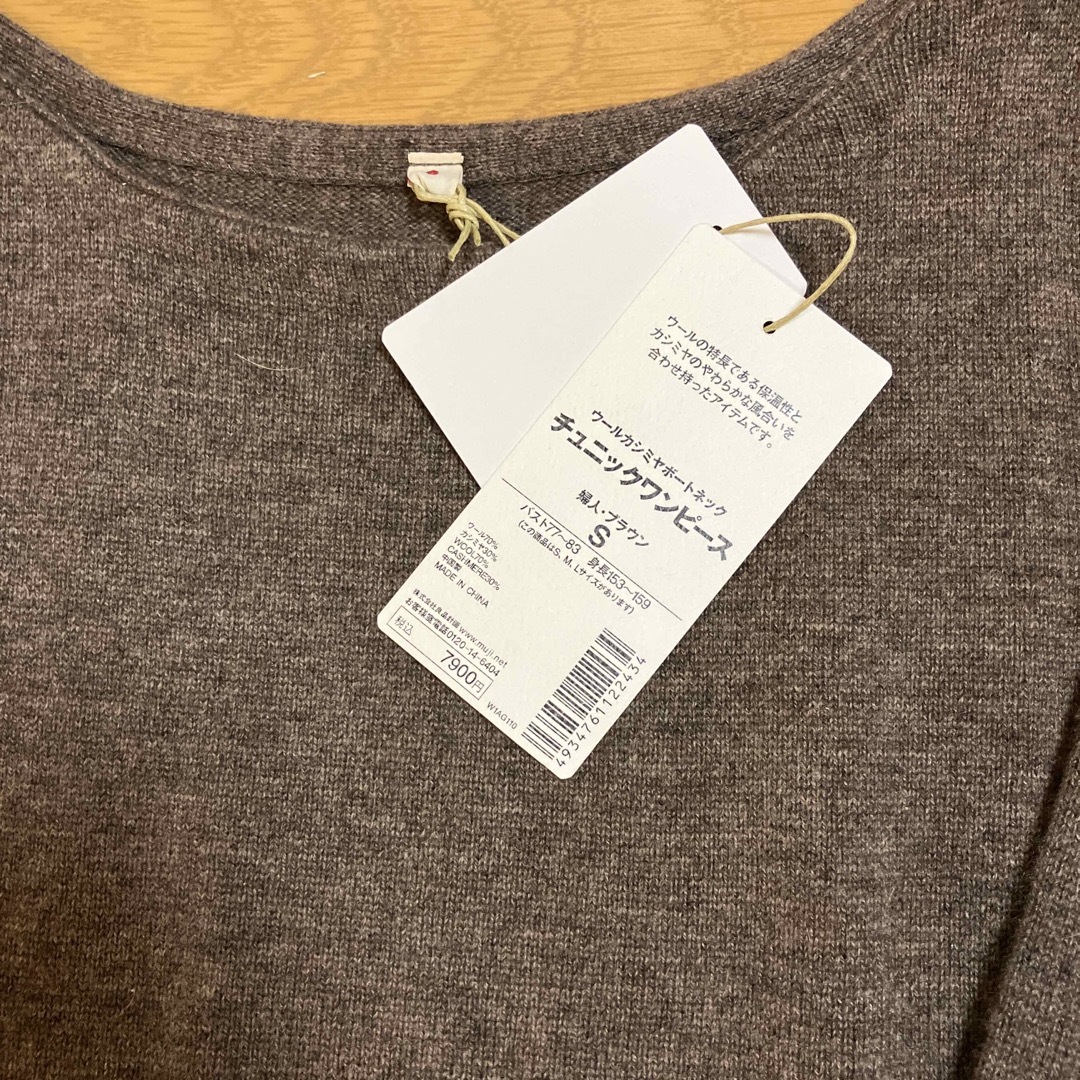 ウールの特長である保温性と
カシミヤのやわらかな風合いを
合わせ持ったアイテムです。
ウールカシミヤボートネック
チュニックワンピース
婦人・ブラウン
S
バスト77〜83 身長153〜159
(この商品はS, M, Lサイズがあります)
ウール70%
カシミヤ30%
WOOL70%
CASHMERE30%
中国製
MADE IN CHINA
株式会社良品計画 www.muji.net
お客様室電話0120-14-6404
税込 7900円
W1AG110
4934761122434